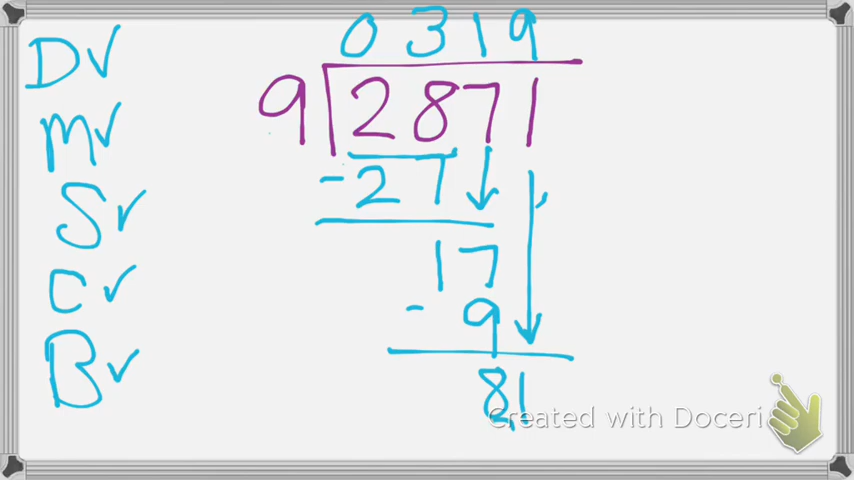 D✓
M✓
S✓
C✓
B✓
0319
9 2871
-27
17
- 9
81
Created with Doceri